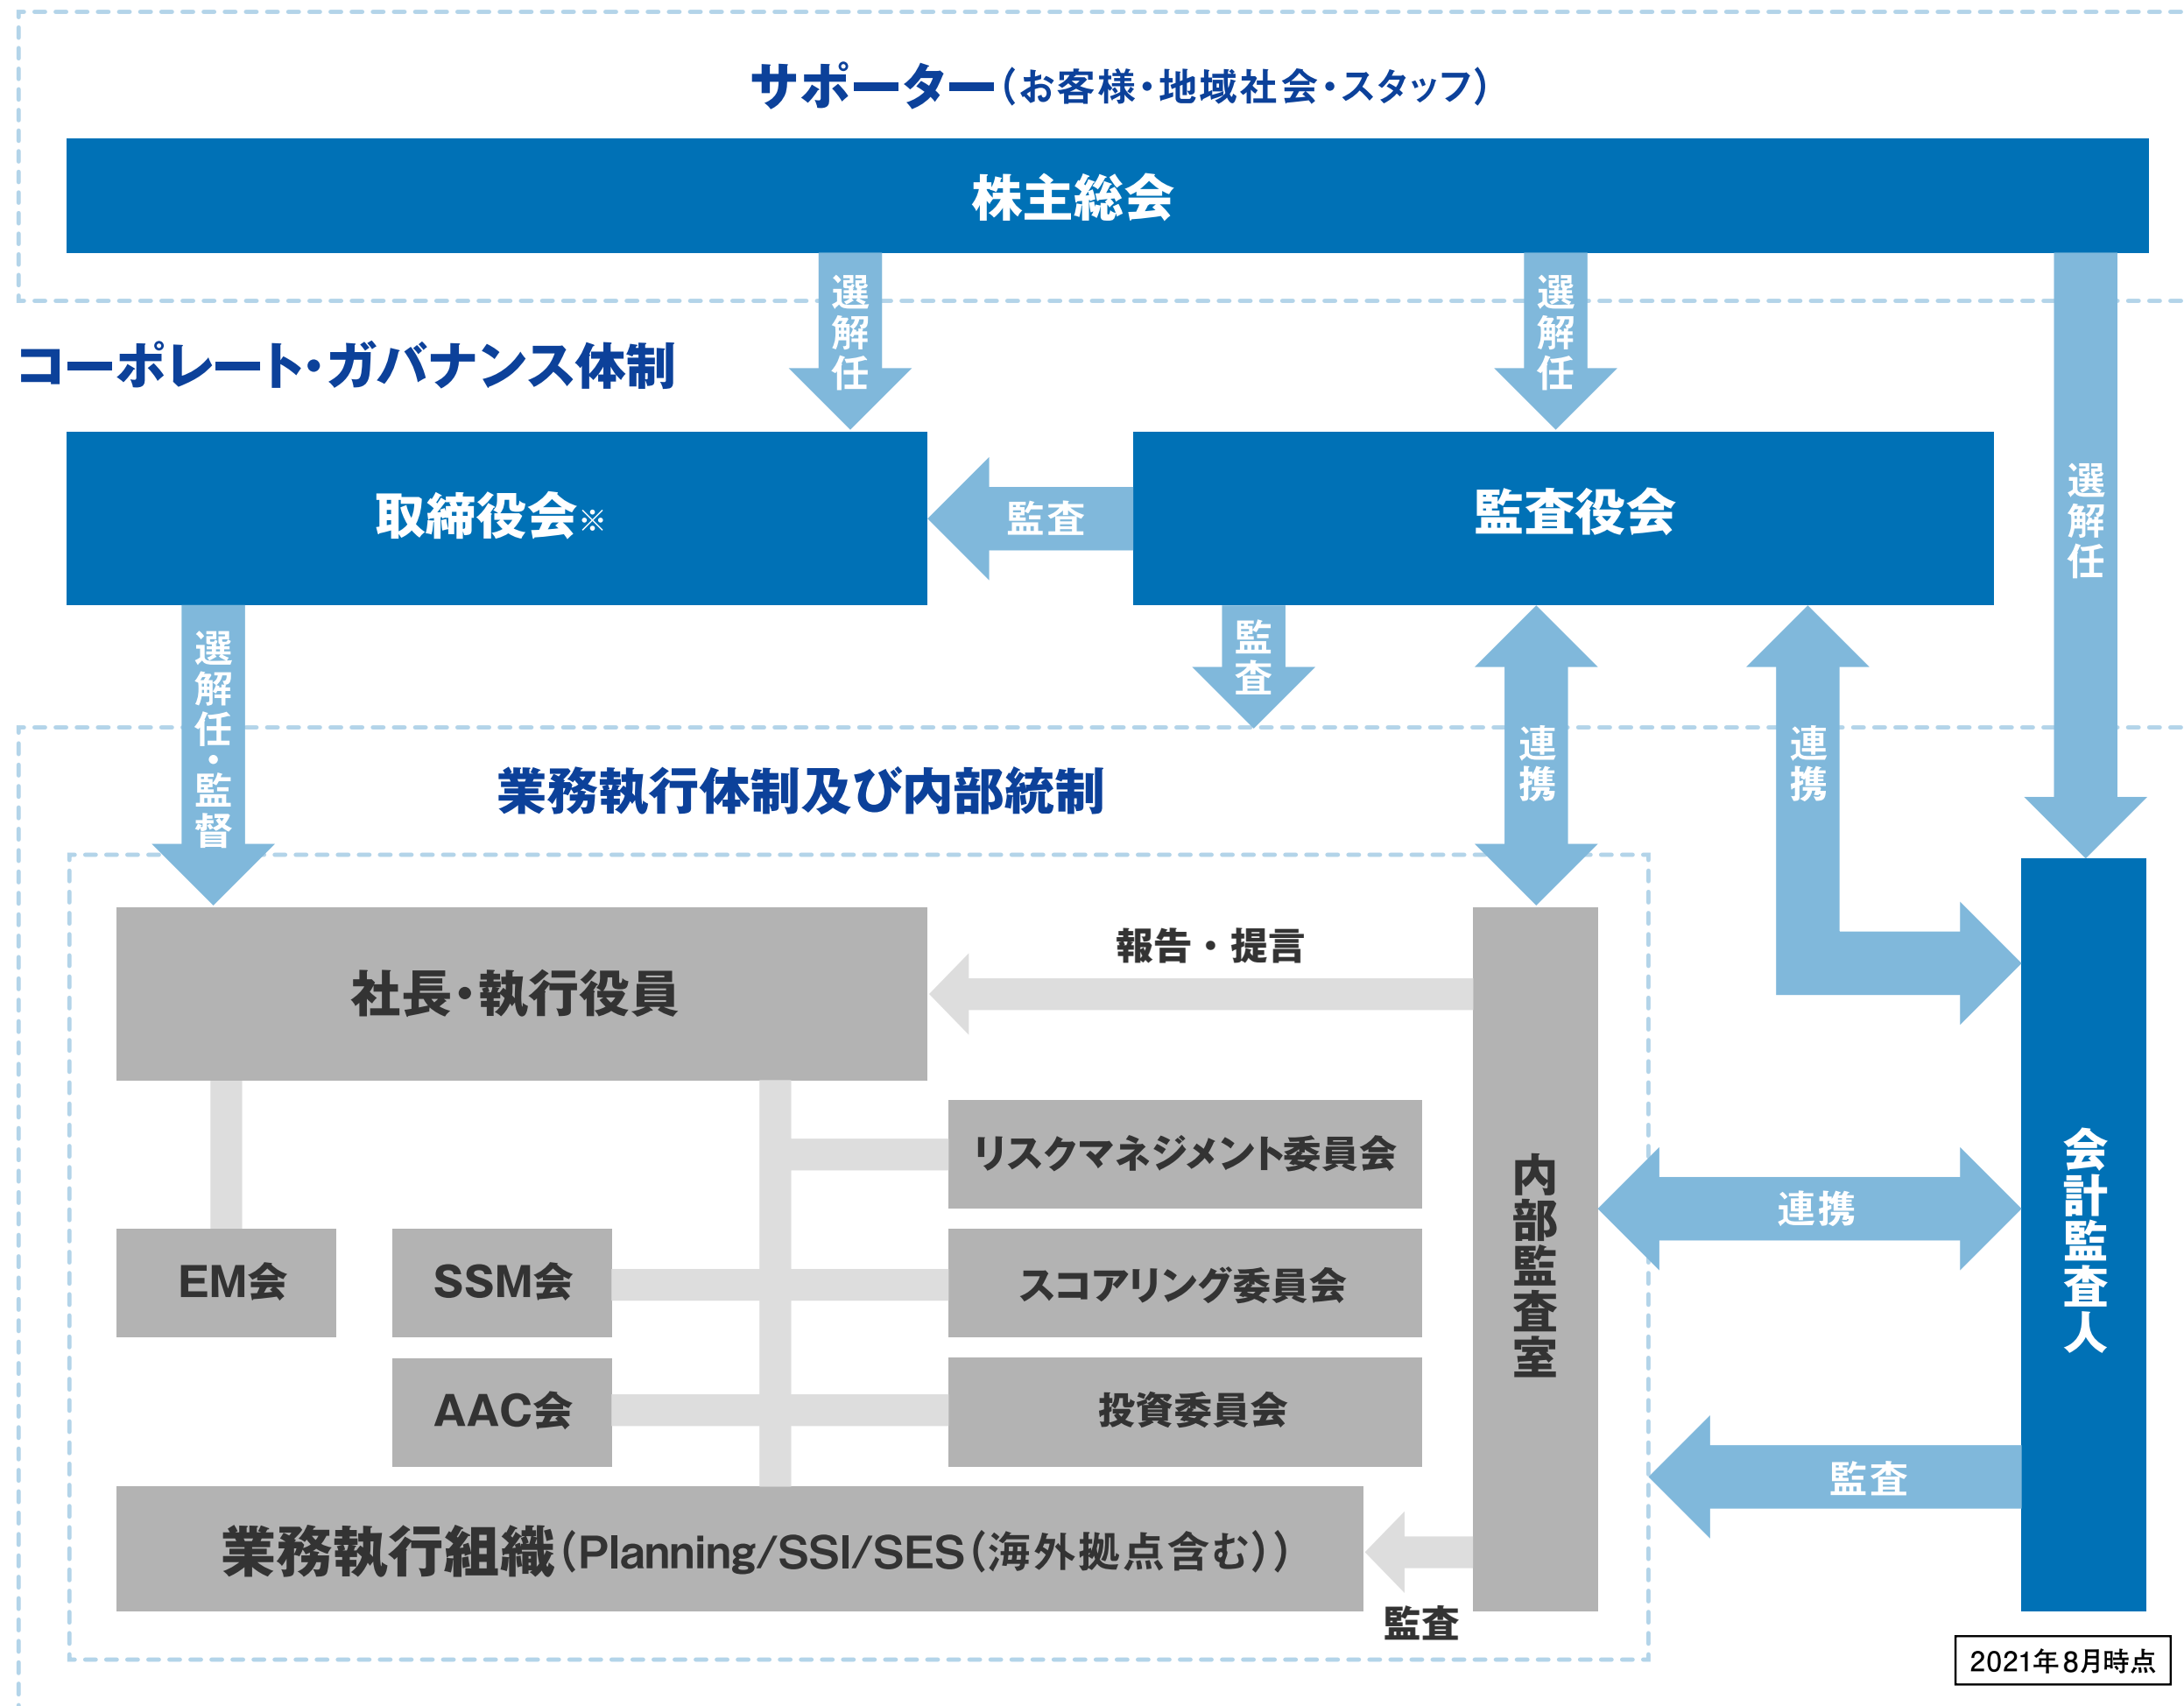 サポーター(お客様・地域社会・スタッフ)
株主総会
選解任
選解任
選解任
コーポレート・ガバナンス体制
取締役会※
監査
監査役会
選解任・監督
監査
連携
連携
業務執行体制及び内部統制
社長・執行役員
報告・提言
内部監査室
会計監査人
リスクマネジメント委員会
連携
EM会
SSM会
スコアリング委員会
AAC会
投資委員会
監査
業務執行組織(Planning/SSI/SES(海外拠点含む))
監査
2021年8月時点